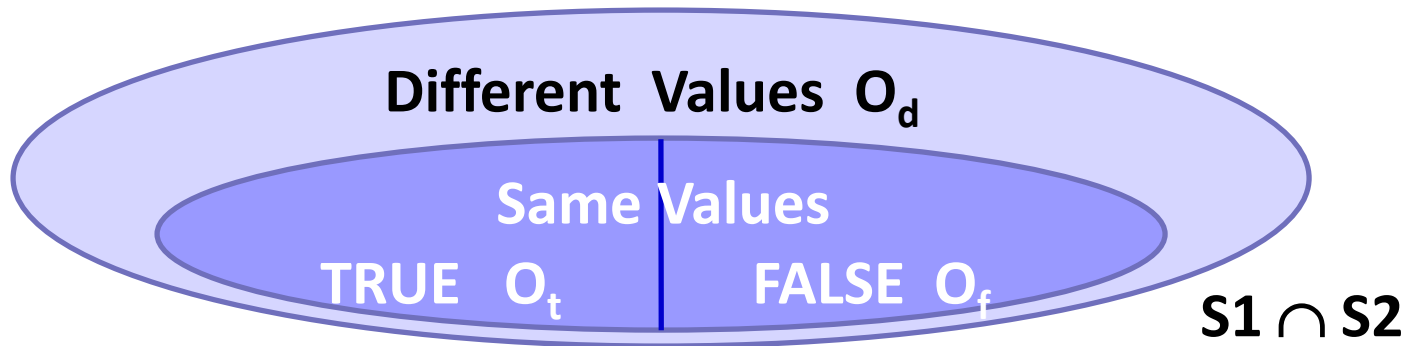 Different Values Od
Same Values
TRUE Ot FALSE Of
S1 ∩ S2